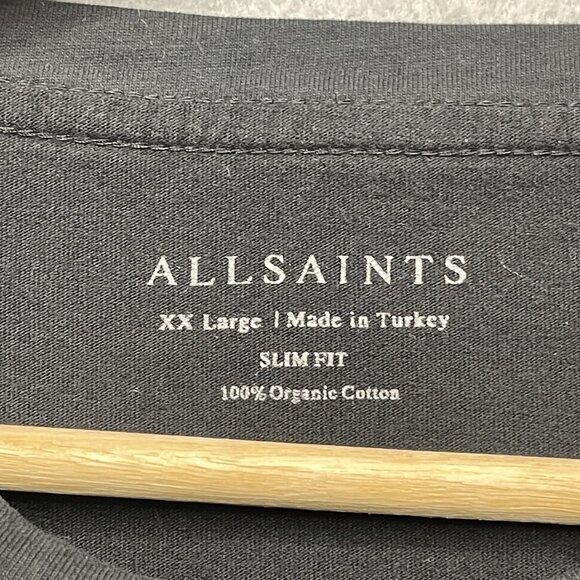 ALLSAINTS
XX Large | Made in Turkey
SLIM FIT
100% Organic Cotton